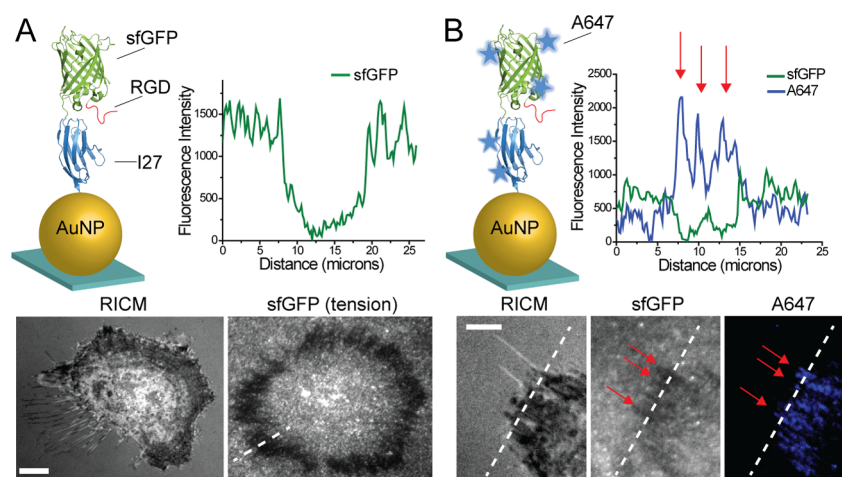 A
sfGFP
RGD
I27
AuNP
sfGFP
Fluorescence Intensity
1500
1000
500
0
0 5 10 15 20 25
Distance (microns)
RICM
sfGFP (tension)
B
A647
AuNP
sfGFP
A647
Fluorescence Intensity
2500
2000
1500
1000
500
0
0 5 10 15 20
Distance (microns)
RICM
sfGFP
A647